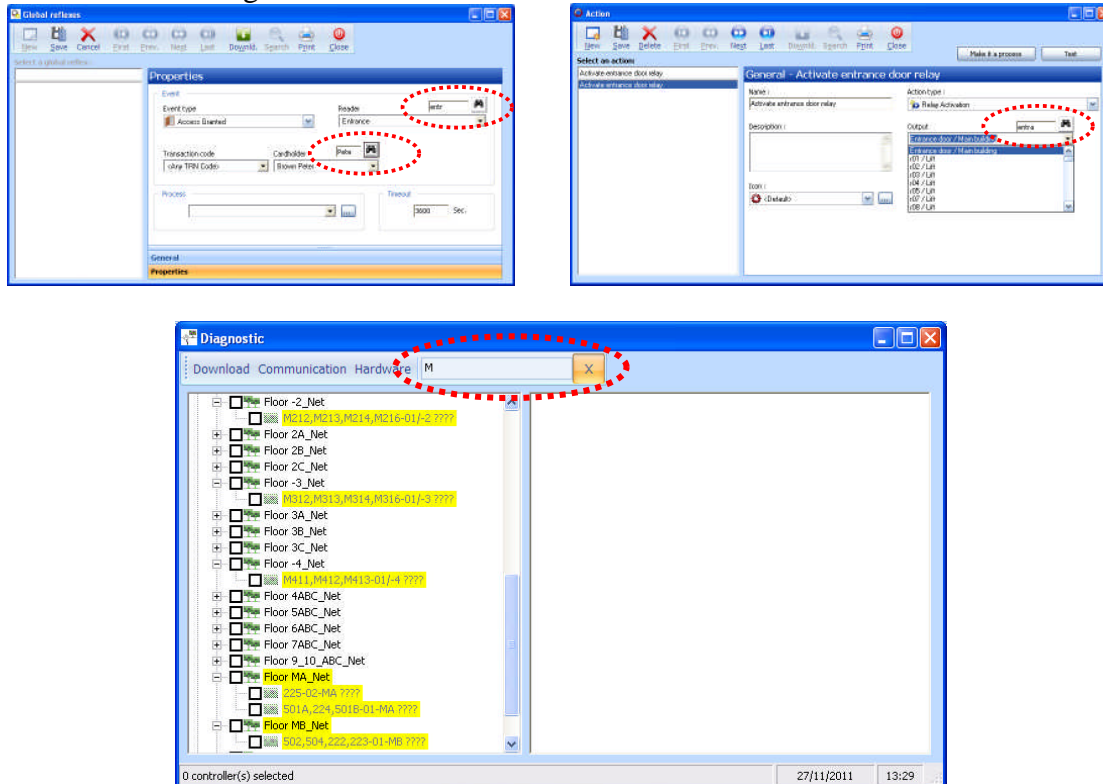 Global reflexes
New Save Cancel First Prev. Next Last Downld. Search Print Close
Select a global reflex:
Properties
Event
Event type
Reader
entr
Access Granted
Entrance
Transaction code
Cardholder
Pete
<Any TRN Code>
Brown Peter
Process
Timeout
3600 Sec.
General
Properties
Action
New Save Delete First Prev. Next Last Downld. Search Print Close
Make it a process
Test
Select an action:
Activate entrance door relay
Activate entrance door relay
General - Activate entrance door relay
Name :
Action type :
Activate entrance door relay
Relay Activation
Description :
Output
entra
Entrance door / Main building
Entrance door / Main building
r01 / Lift
r02 / Lift
r03 / Lift
r04 / Lift
r05 / Lift
r06 / Lift
r07 / Lift
r08 / Lift
Icon :
<Default>
Diagnostic
Download Communication Hardware M X
Floor -2_Net
M212,M213,M214,M216-01/-2 ????
Floor 2A_Net
Floor 2B_Net
Floor 2C_Net
Floor -3_Net
M312,M313,M314,M316-01/-3 ????
Floor 3A_Net
Floor 3B_Net
Floor 3C_Net
Floor -4_Net
M411,M412,M413-01/-4 ????
Floor 4ABC_Net
Floor 5ABC_Net
Floor 6ABC_Net
Floor 7ABC_Net
Floor 9_10_ABC_Net
Floor MA_Net
225-02-MA ????
501A,224,501B-01-MA ????
Floor MB_Net
502,504,222,223-01-MB ????
0 controller(s) selected
27/11/2011
13:29